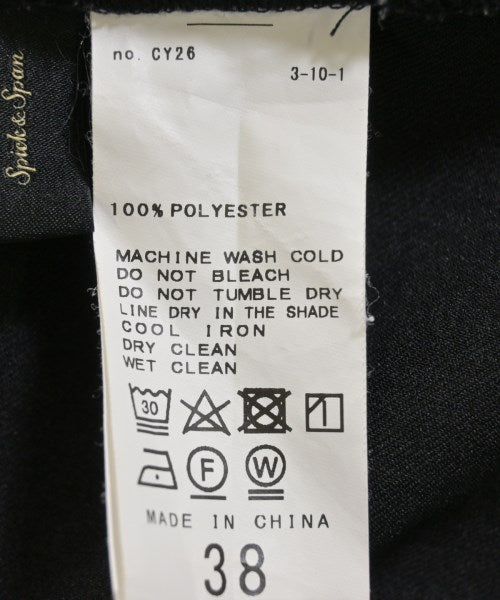 Spick & Span
no. CY26
3-10-1
100% POLYESTER
MACHINE WASH COLD
DO NOT BLEACH
DO NOT TUMBLE DRY
LINE DRY IN THE SHADE
COOL IRON
DRY CLEAN
WET CLEAN
30
F W
MADE IN CHINA
38